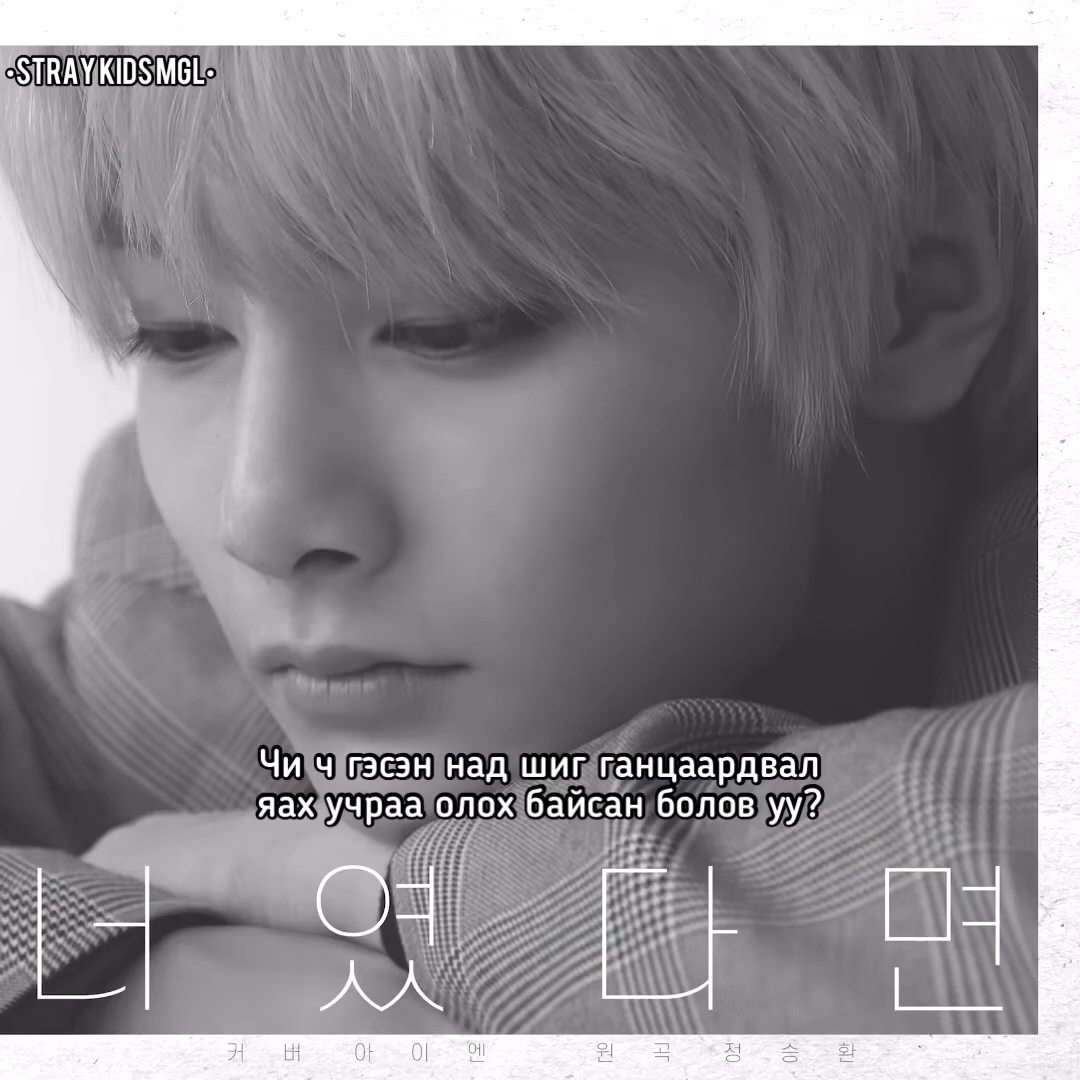 •STRAY KIDS MGL•
Чи ч гэсэн над шиг ганцаардвал
яах учраа олох байсан болов уу?
너였다면
커버 아이엔 원곡 정승환